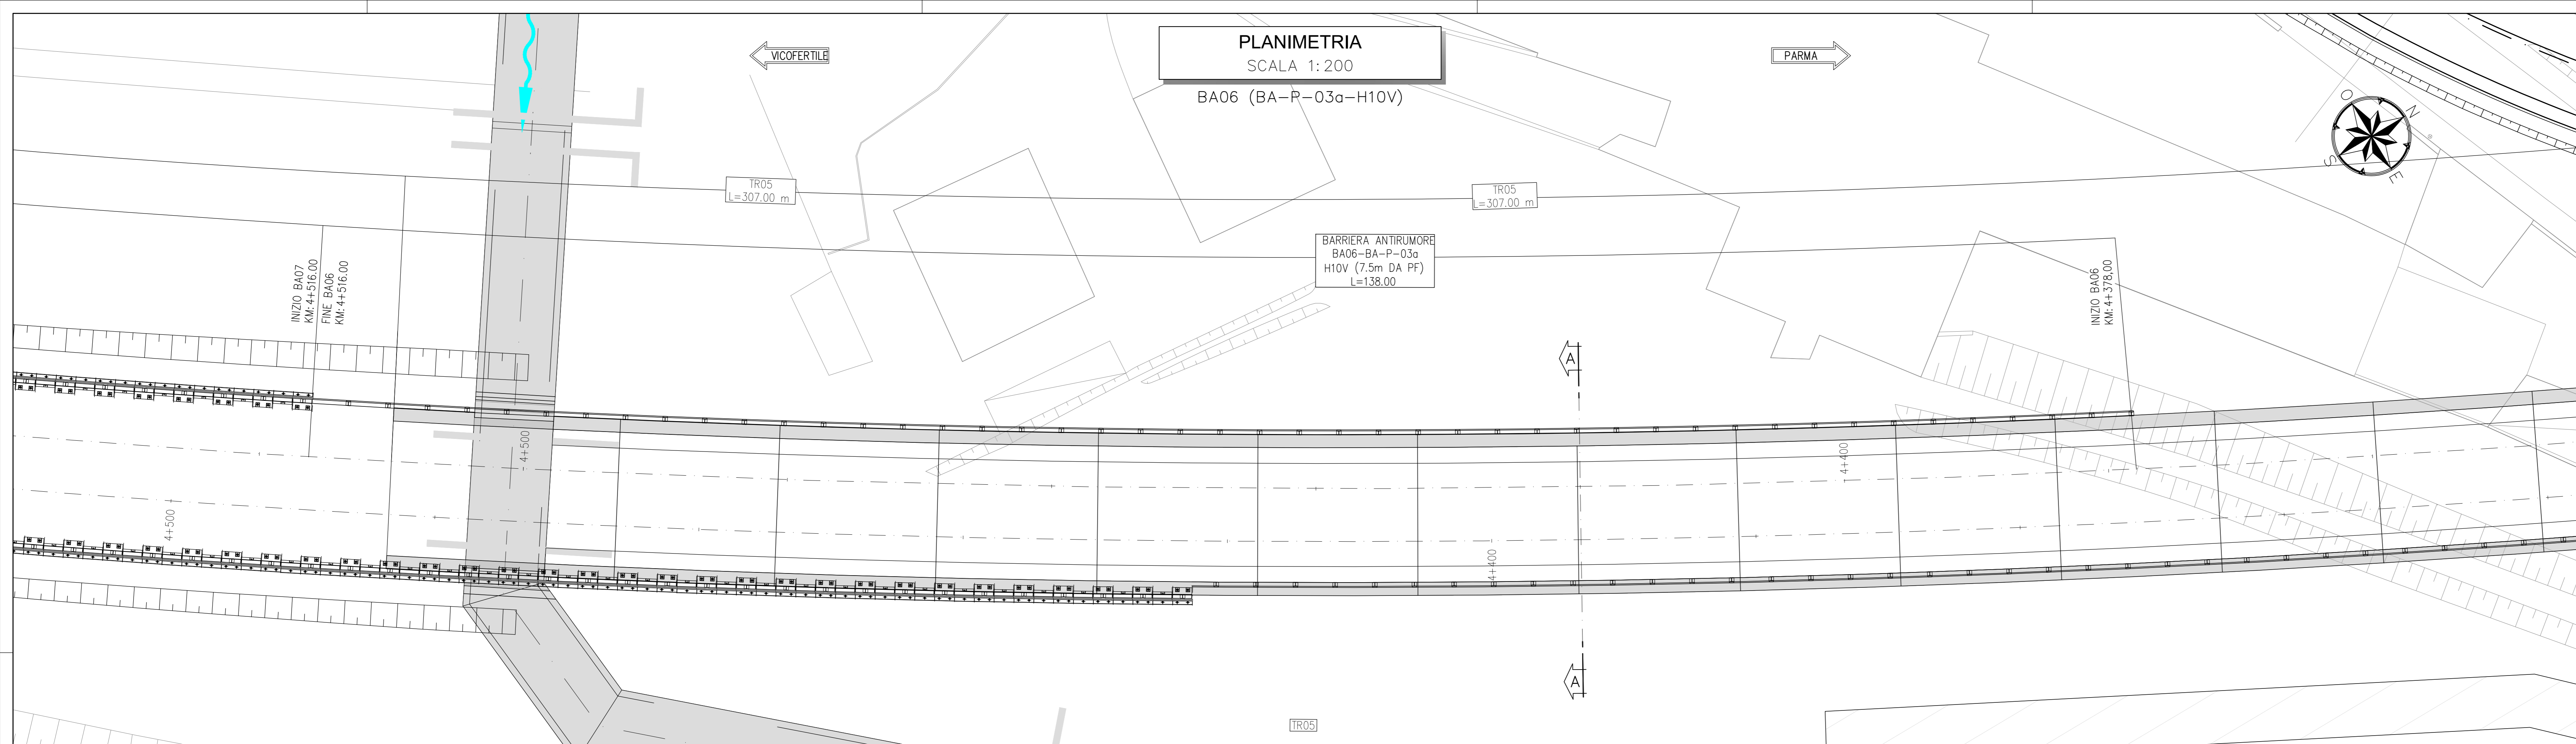 PLANIMETRIA
SCALA 1:200
BA06 (BA-P-03a-H10V)
VICOFERTILE
PARMA
O
N
S
E
TR05
L=307.00 m
TR05
L=307.00 m
BARRIERA ANTIRUMORE
BA06-BA-P-03a
H10V (7.5m DA PF)
L=138.00
INIZIO BA07
KM: 4+516.00
FINE BA06
KM: 4+516.00
INIZIO BA06
KM: 4+378,00
A
4+500
4+400
4+500
4+400
A
TR05